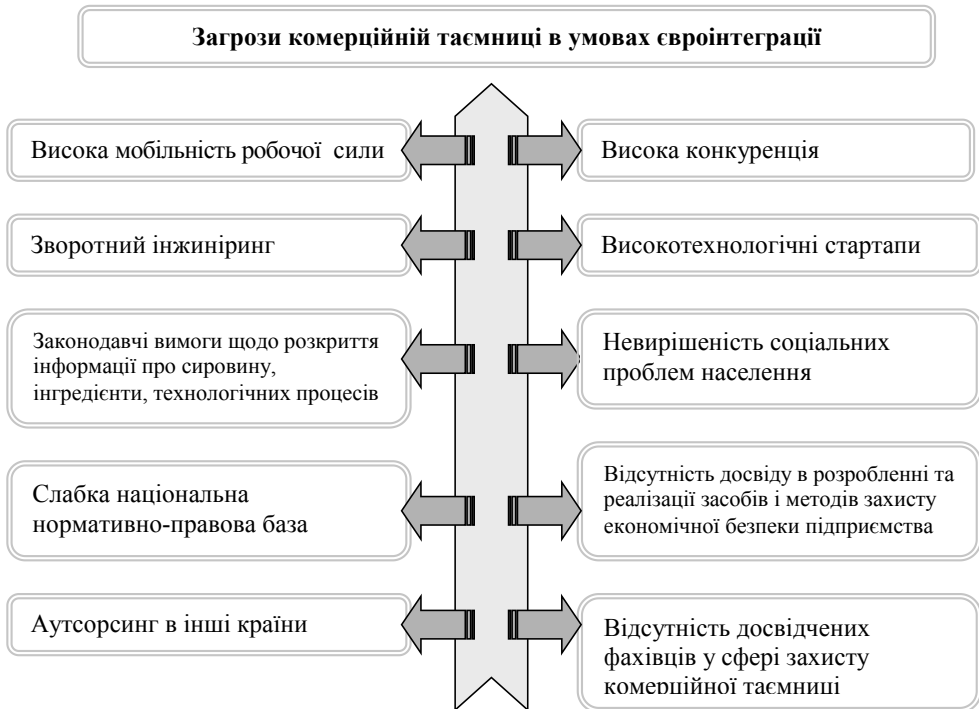 Загрози комерційній таємниці в умовах євроінтеграції
Висока мобільність робочої сили
Висока конкуренція
Зворотний інжиніринг
Високотехнологічні стартапи
Законодавчі вимоги щодо розкриття
інформації про сировину,
інгредієнти, технологічних процесів
Невирішеність соціальних
проблем населення
Слабка національна
нормативно-правова база
Відсутність досвіду в розробленні та
реалізації засобів і методів захисту
економічної безпеки підприємства
Аутсорсинг в інші країни
Відсутність досвідчених
фахівців у сфері захисту
комерційної таємниці